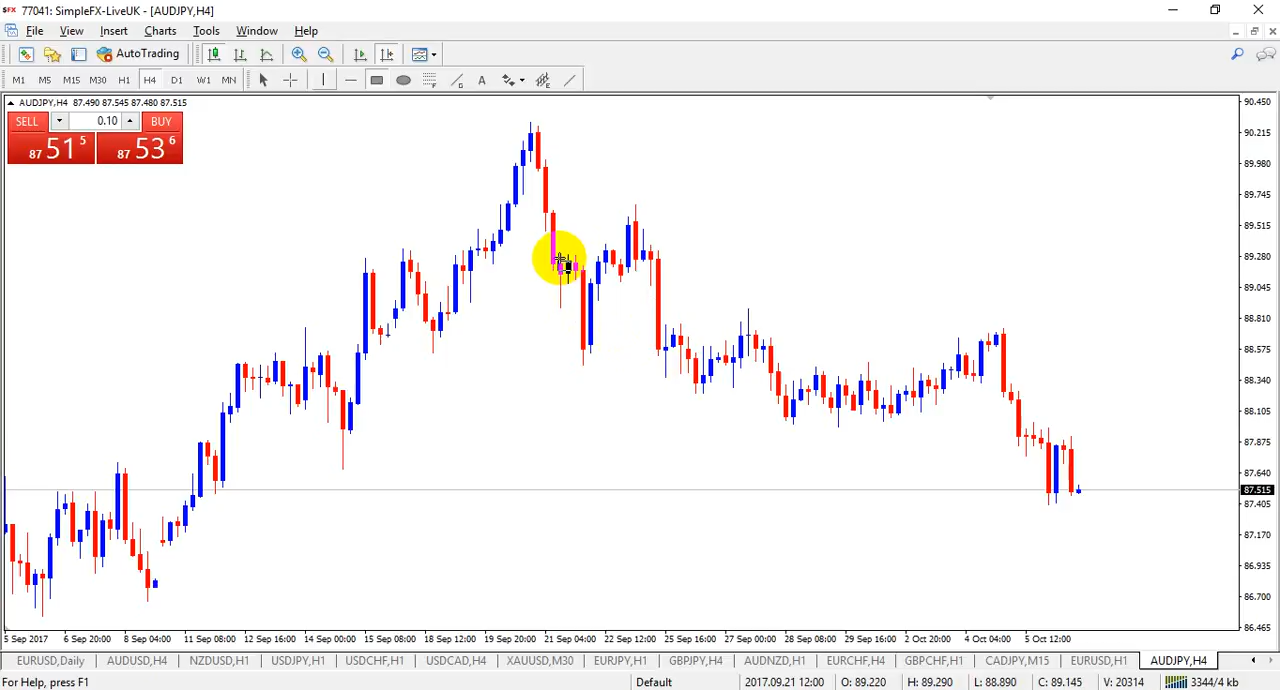 SFX 77041: SimpleFX-LiveUK - [AUDJPY,H4]
File View Insert Charts Tools Window Help
AutoTrading
M1 M5 M15 M30 H1 H4 D1 W1 MN A
AUDJPY,H4 87.490 87.545 87.480 87.515
SELL 0.10 BUY
87 51 5 87 53 6
90.450
90.215
89.980
89.745
89.515
89.280
89.045
88.810
88.575
88.340
88.105
87.875
87.640
87.515
87.405
87.170
86.935
86.700
86.465
5 Sep 2017 6 Sep 20:00 8 Sep 04:00 11 Sep 08:00 12 Sep 16:00 14 Sep 00:00 15 Sep 08:00 18 Sep 12:00 19 Sep 20:00 21 Sep 04:00 22 Sep 12:00 25 Sep 16:00 27 Sep 00:00 28 Sep 08:00 29 Sep 16:00 2 Oct 20:00 4 Oct 04:00 5 Oct 12:00
EURUSD,Daily AUDUSD,H4 NZDUSD,H1 USDJPY,H1 USDCHF,H1 USDCAD,H4 XAUUSD,M30 EURJPY,H1 GBPJPY,H4 AUDNZD,H1 EURCHF,H4 GBPCHF,H1 CADJPY,M15 EURUSD,H1 AUDJPY,H4
For Help, press F1 Default 2017.09.21 12:00 O: 89.220 H: 89.290 L: 88.890 C: 89.145 V: 20314 3344/4 kb